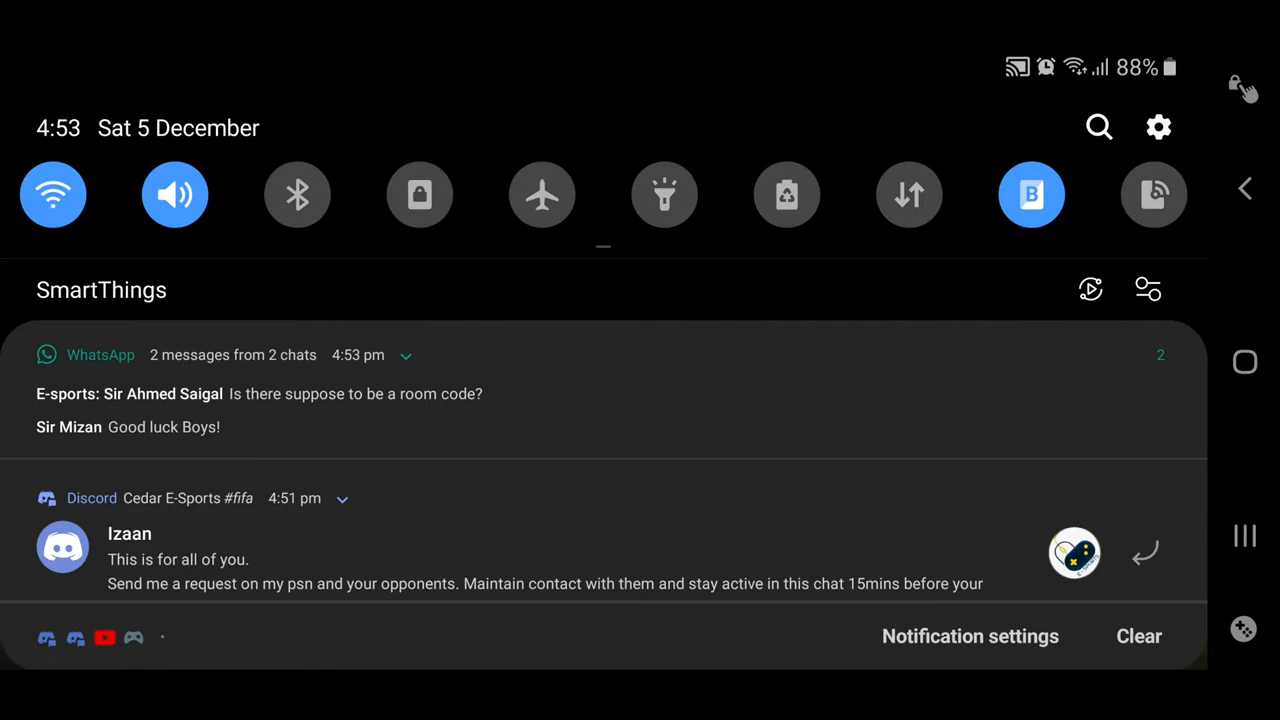 88%
4:53 Sat 5 December
B
SmartThings
WhatsApp 2 messages from 2 chats 4:53 pm 2
E-sports: Sir Ahmed Saigal Is there suppose to be a room code?
Sir Mizan Good luck Boys!
Discord Cedar E-Sports #fifa 4:51 pm
Izaan
This is for all of you.
Send me a request on my psn and your opponents. Maintain contact with them and stay active in this chat 15mins before your
Notification settings Clear